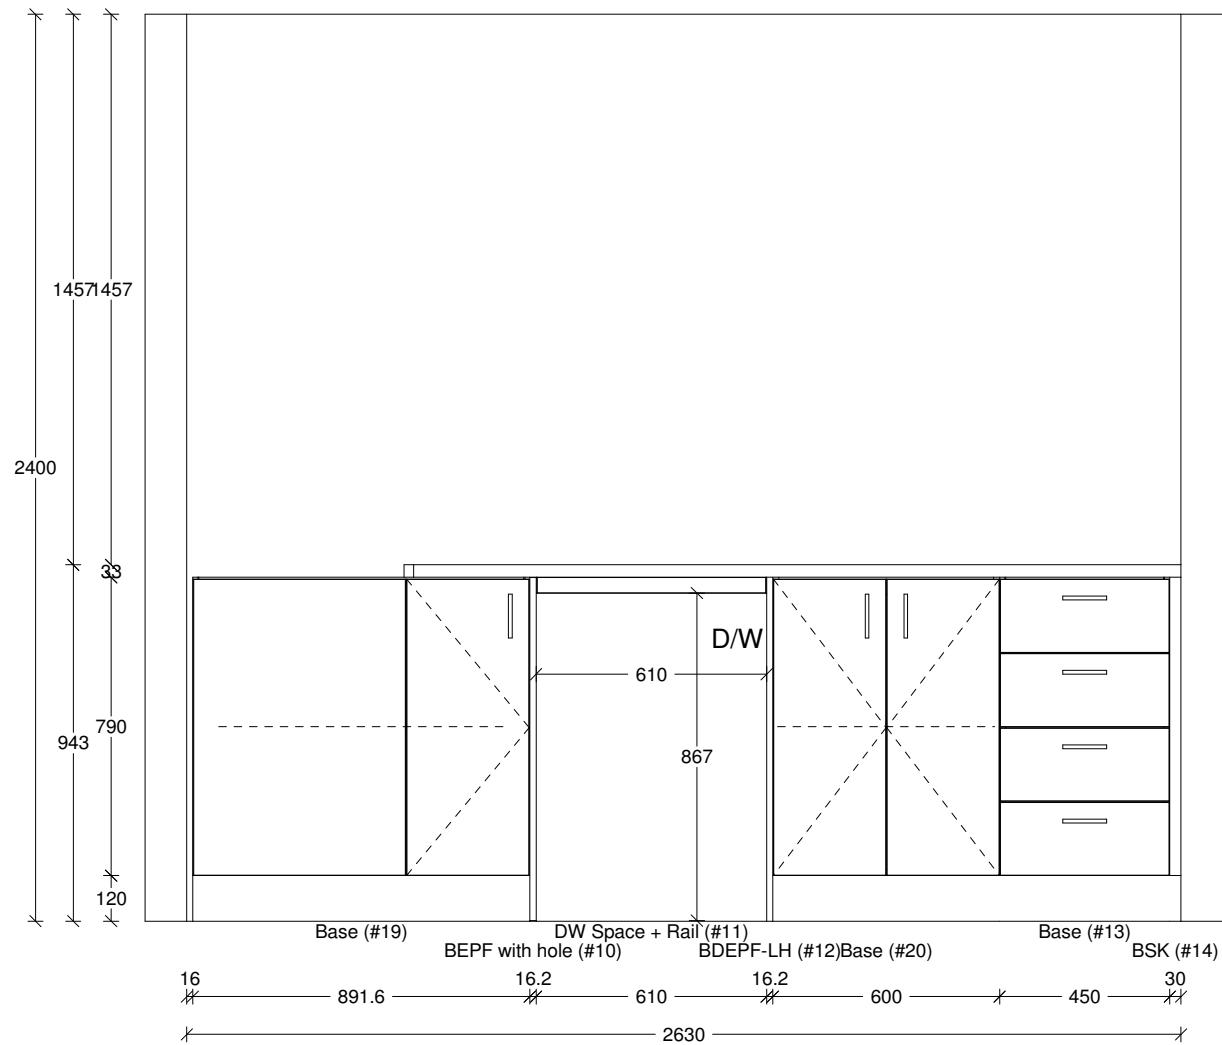 1457
1457
2400
33
D/W
610
790
943
867
120
Base (#19)
DW Space + Rail (#11)
Base (#13)
BEPF with hole (#10)
BDEPF-LH (#12)
Base (#20)
BSK (#14)
16
16.2
16.2
30
891.6
610
600
450
2630